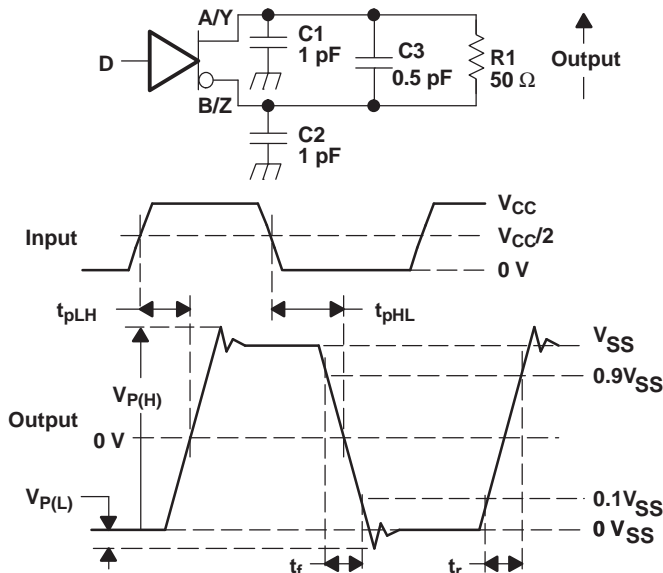 A/Y
D
B/Z
C1
1 pF
C3
0.5 pF
R1
50 Ω
Output
C2
1 pF
VCC
Input
VCC/2
0 V
tpLH
tpHL
VSS
0.9VSS
VP(H)
Output
0 V
VP(L)
0.1VSS
0 VSS
tf
tr